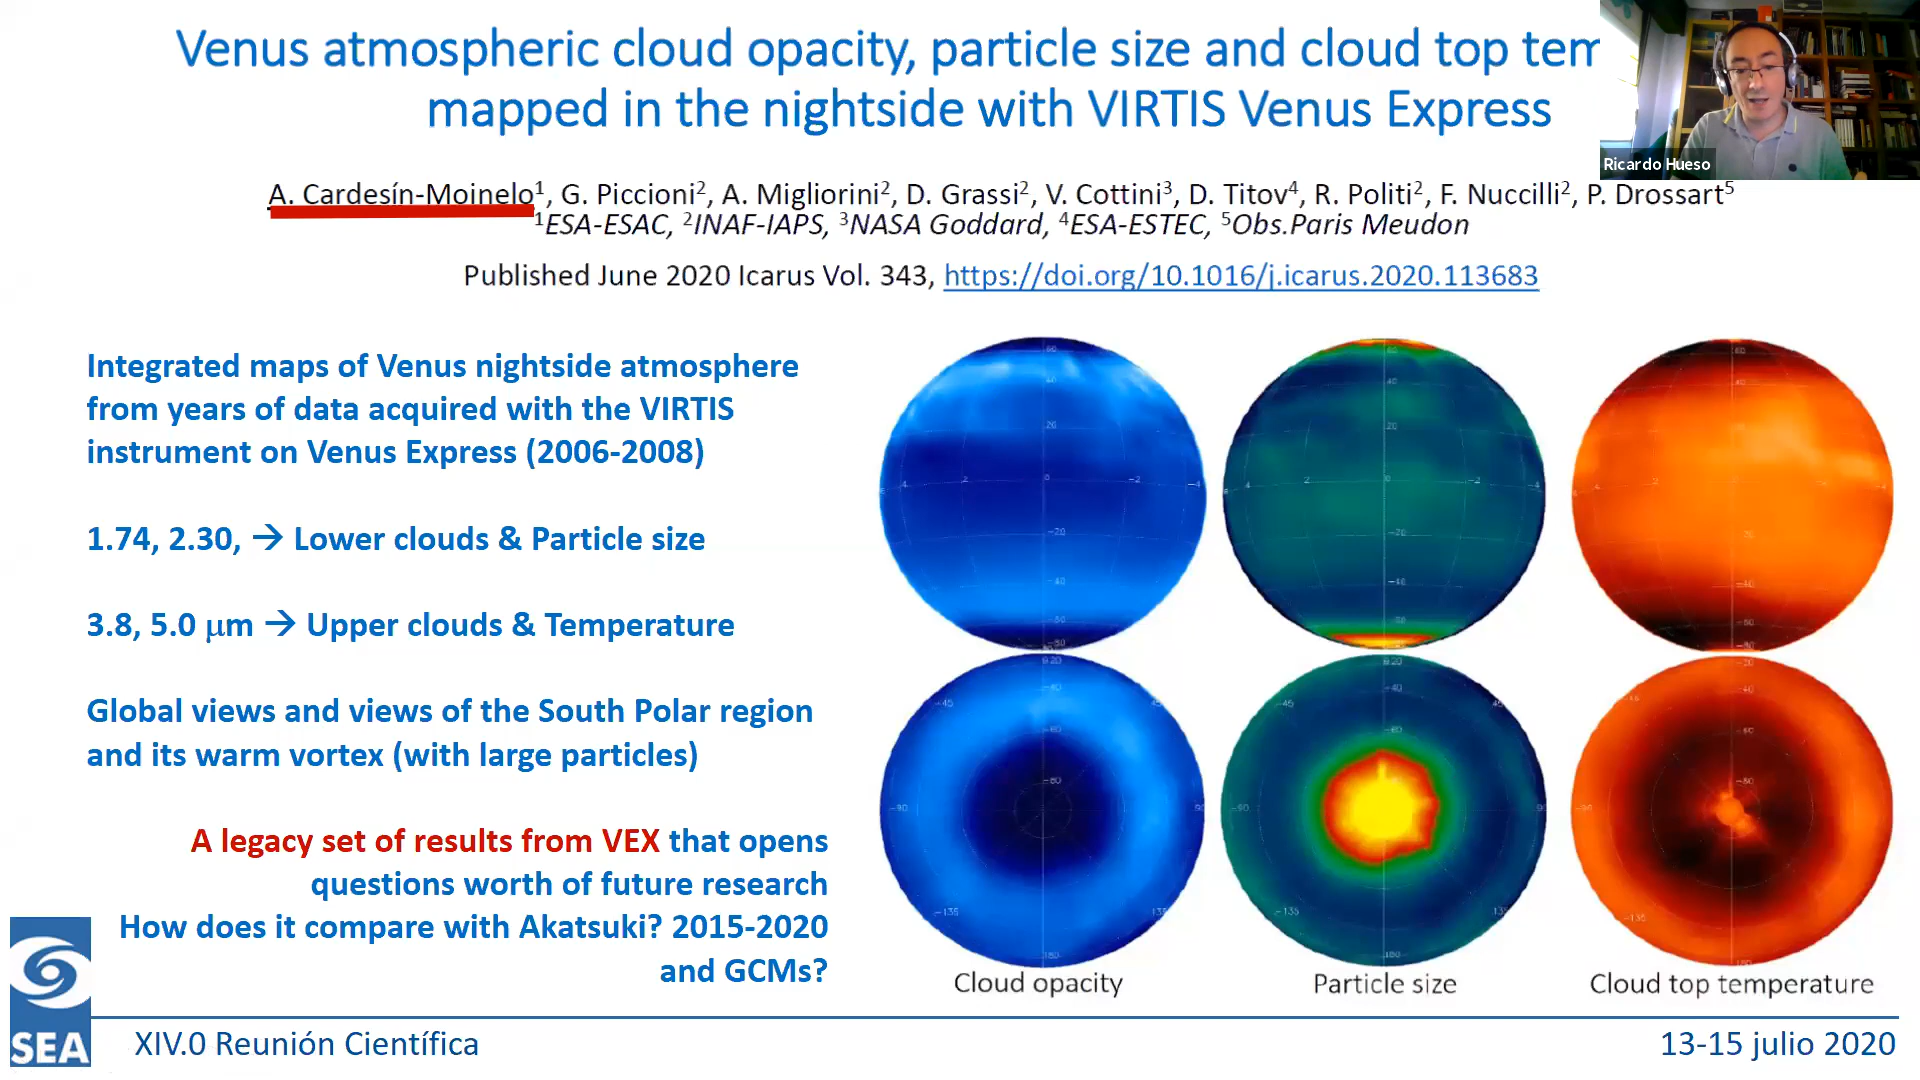 Venus atmospheric cloud opacity, particle size and cloud top tem
mapped in the nightside with VIRTIS Venus Express
Ricardo Hueso
A. Cardesín-Moinelo¹, G. Piccioni², A. Migliorini², D. Grassi², V. Cottini³, D. Titov⁴, R. Politi², F. Nuccilli², P. Drossart⁵
¹ESA-ESAC, ²INAF-IAPS, ³NASA Goddard, ⁴ESA-ESTEC, ⁵Obs.Paris Meudon
Published June 2020 Icarus Vol. 343, https://doi.org/10.1016/j.icarus.2020.113683
Integrated maps of Venus nightside atmosphere
from years of data acquired with the VIRTIS
instrument on Venus Express (2006-2008)
1.74, 2.30, → Lower clouds & Particle size
3.8, 5.0 μm → Upper clouds & Temperature
Global views and views of the South Polar region
and its warm vortex (with large particles)
A legacy set of results from VEX that opens
questions worth of future research
How does it compare with Akatsuki? 2015-2020
and GCMs?
Cloud opacity
Particle size
Cloud top temperature
SEA
XIV.0 Reunión Científica
13-15 julio 2020